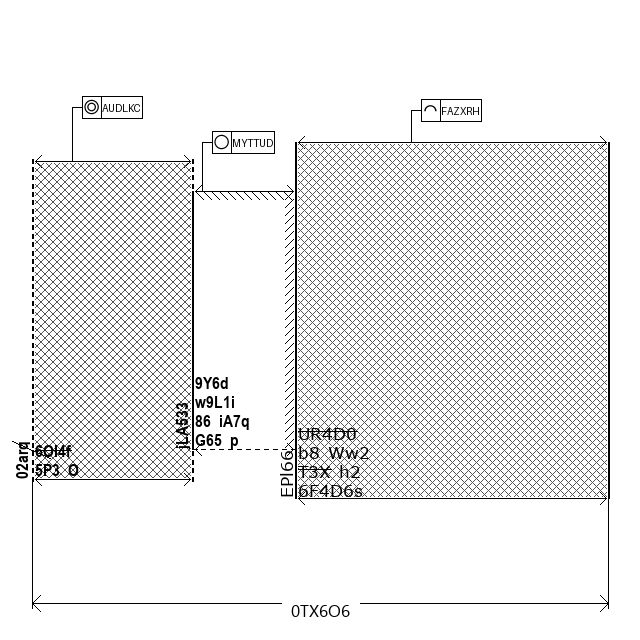 AUDLKC
FAZXRH
MYTTUD
9Y6d
w9L1i
86 iA7q
G65 p
jLA533
UR4D0
b8 Ww2
T3X h2
6F4D6s
EPI66
6OI4f
5P3 O
02arq
0TX6O6